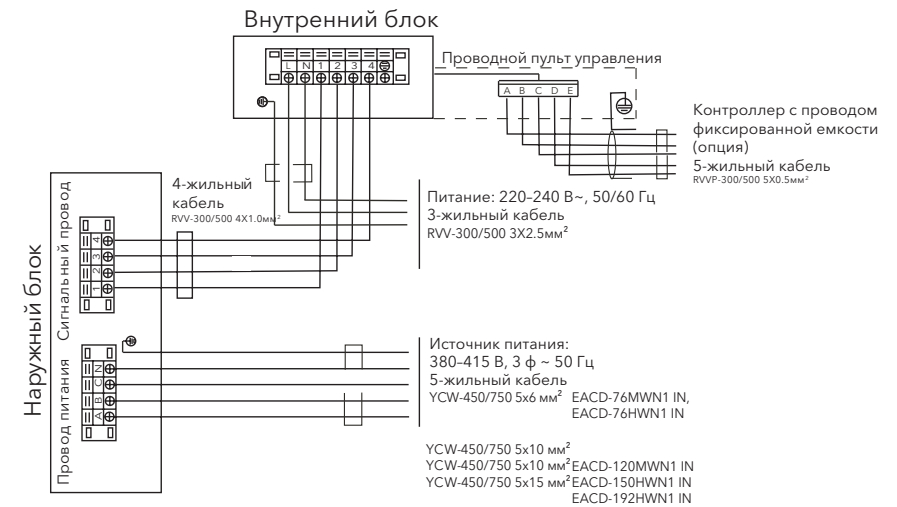 Внутренний блок
Проводной пульт управления
L N 1 2 3 4
A B C D E
Контроллер с проводом
фиксированной емкости
(опция)
5-жильный кабель
RVVP-300/500 5X0.5мм²
4-жильный
кабель
RVV-300/500 4X1.0мм²
Питание: 220–240 В~, 50/60 Гц
3-жильный кабель
RVV-300/500 3X2.5мм²
Наружный блок
Сигнальный провод
4
3
2
1
Провод питания
N
C
B
A
Источник питания:
380–415 В, 3 ф ~ 50 Гц
5-жильный кабель
YCW-450/750 5x6 мм² EACD-76MWN1 IN,
EACD-76HWN1 IN
YCW-450/750 5x10 мм²
YCW-450/750 5x10 мм² EACD-120MWN1 IN
YCW-450/750 5x15 мм² EACD-150HWN1 IN
EACD-192HWN1 IN